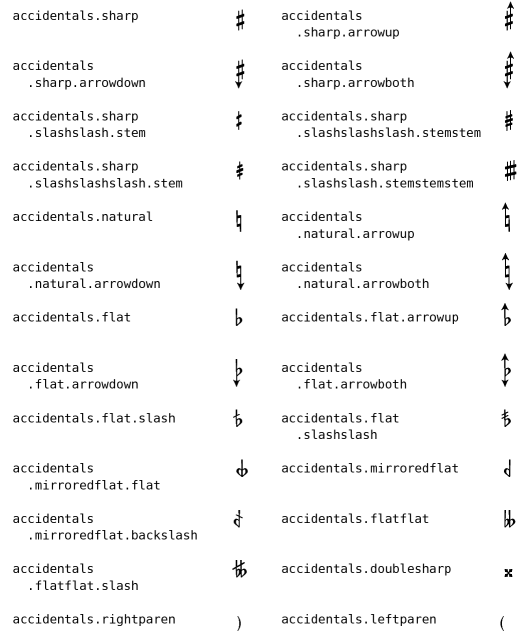 accidentals.sharp
accidentals
.sharp.arrowup
accidentals
.sharp.arrowdown
accidentals
.sharp.arrowboth
accidentals.sharp
.slashslash.stem
accidentals.sharp
.slashslashslash.stemstem
accidentals.sharp
.slashslashslash.stem
accidentals.sharp
.slashslash.stemstemstem
accidentals.natural
accidentals
.natural.arrowup
accidentals
.natural.arrowdown
accidentals
.natural.arrowboth
accidentals.flat
accidentals.flat.arrowup
accidentals
.flat.arrowdown
accidentals
.flat.arrowboth
accidentals.flat.slash
accidentals.flat
.slashslash
accidentals
.mirroredflat.flat
accidentals.mirroredflat
accidentals
.mirroredflat.backslash
accidentals.flatflat
accidentals
.flatflat.slash
accidentals.doublesharp
accidentals.rightparen )
accidentals.leftparen (